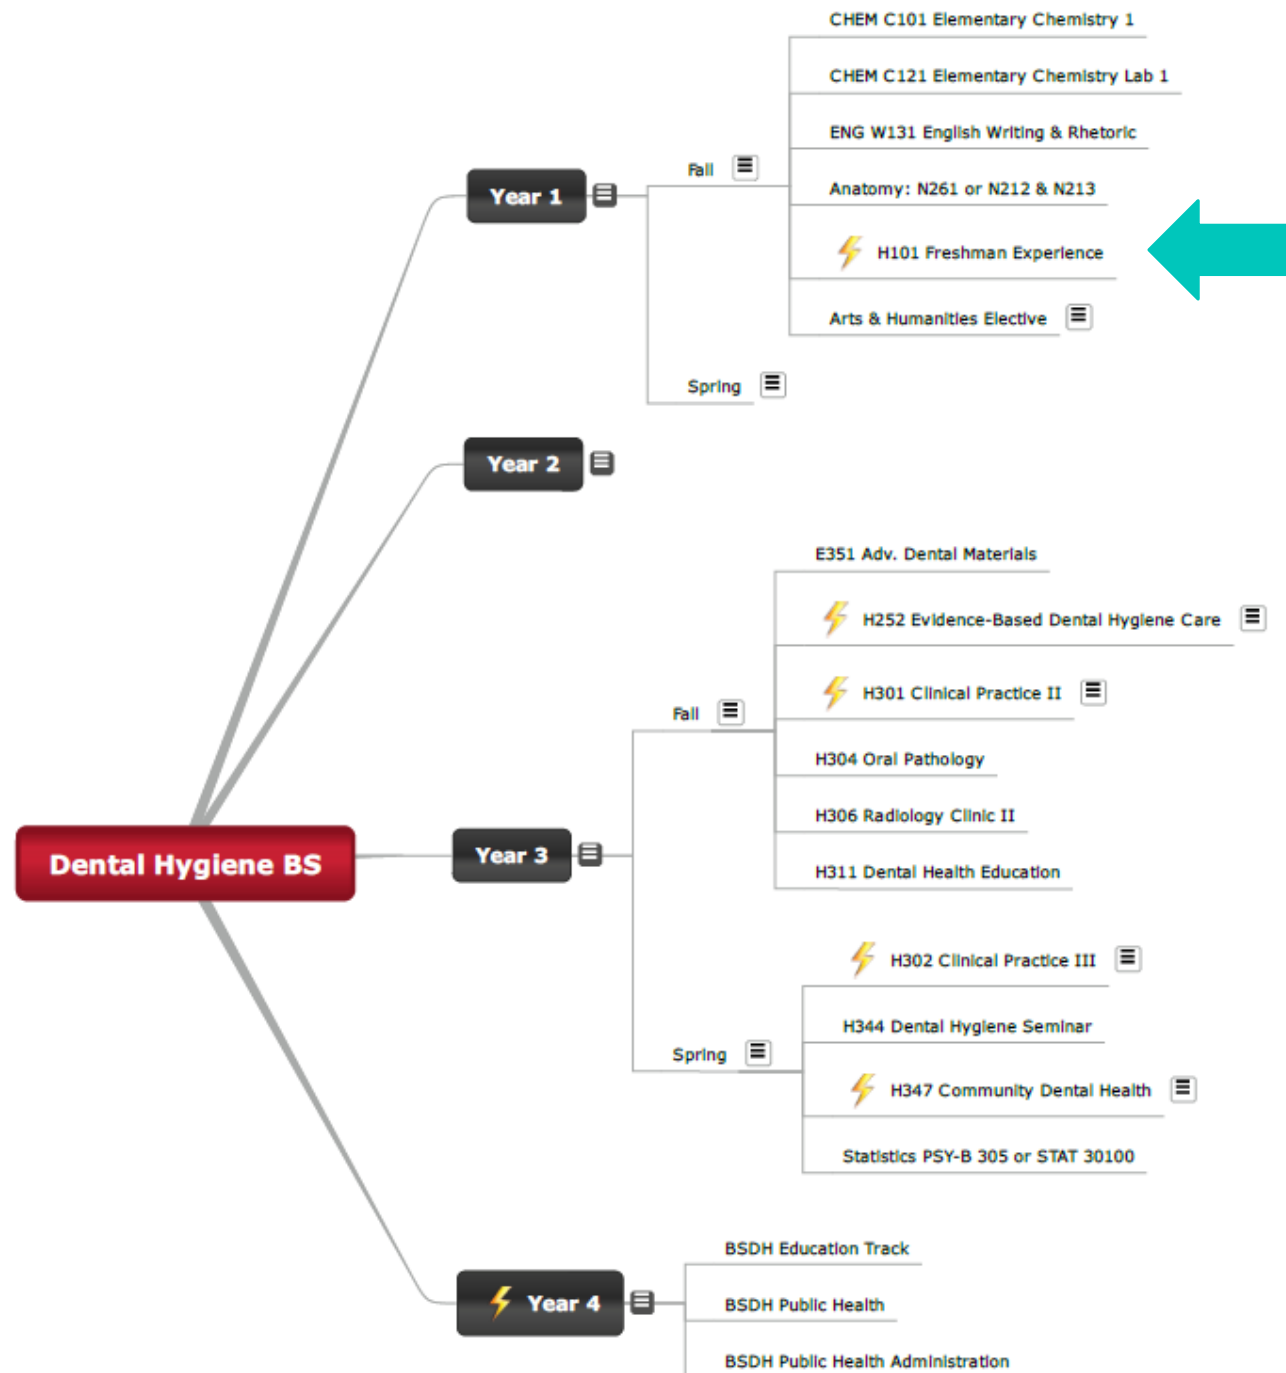 CHEM C101 Elementary Chemistry 1
CHEM C121 Elementary Chemistry Lab 1
ENG W131 English Writing & Rhetoric
Fall
Anatomy: N261 or N212 & N213
Year 1
H101 Freshman Experience
Arts & Humanities Elective
Spring
Year 2
E351 Adv. Dental Materials
H252 Evidence-Based Dental Hygiene Care
H301 Clinical Practice II
Fall
H304 Oral Pathology
H306 Radiology Clinic II
Year 3
Dental Hygiene BS
H311 Dental Health Education
H302 Clinical Practice III
H344 Dental Hygiene Seminar
Spring
H347 Community Dental Health
Statistics PSY-B 305 or STAT 30100
BSDH Education Track
Year 4
BSDH Public Health
BSDH Public Health Administration